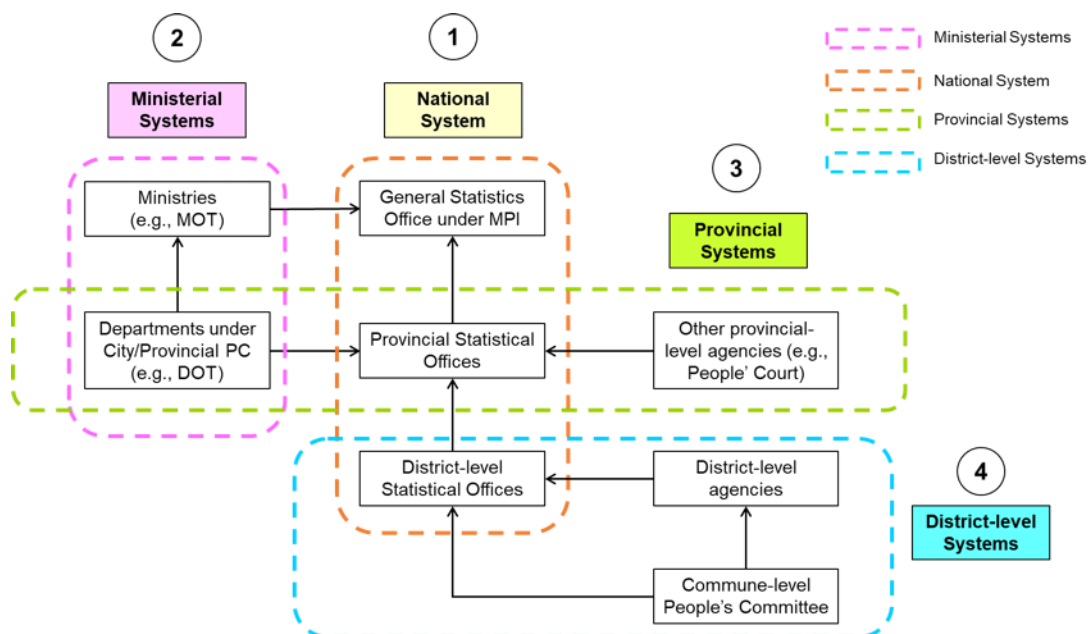 2
1
Ministerial Systems
National System
Provincial Systems
District-level Systems
Ministerial
Systems
National
System
3
Provincial
Systems
Ministries
(e.g., MOT)
General Statistics
Office under MPI
Departments under
City/Provincial PC
(e.g., DOT)
Provincial Statistical
Offices
Other provincial-
level agencies (e.g.,
People' Court)
District-level
Statistical Offices
District-level
agencies
4
District-level
Systems
Commune-level
People's Committee